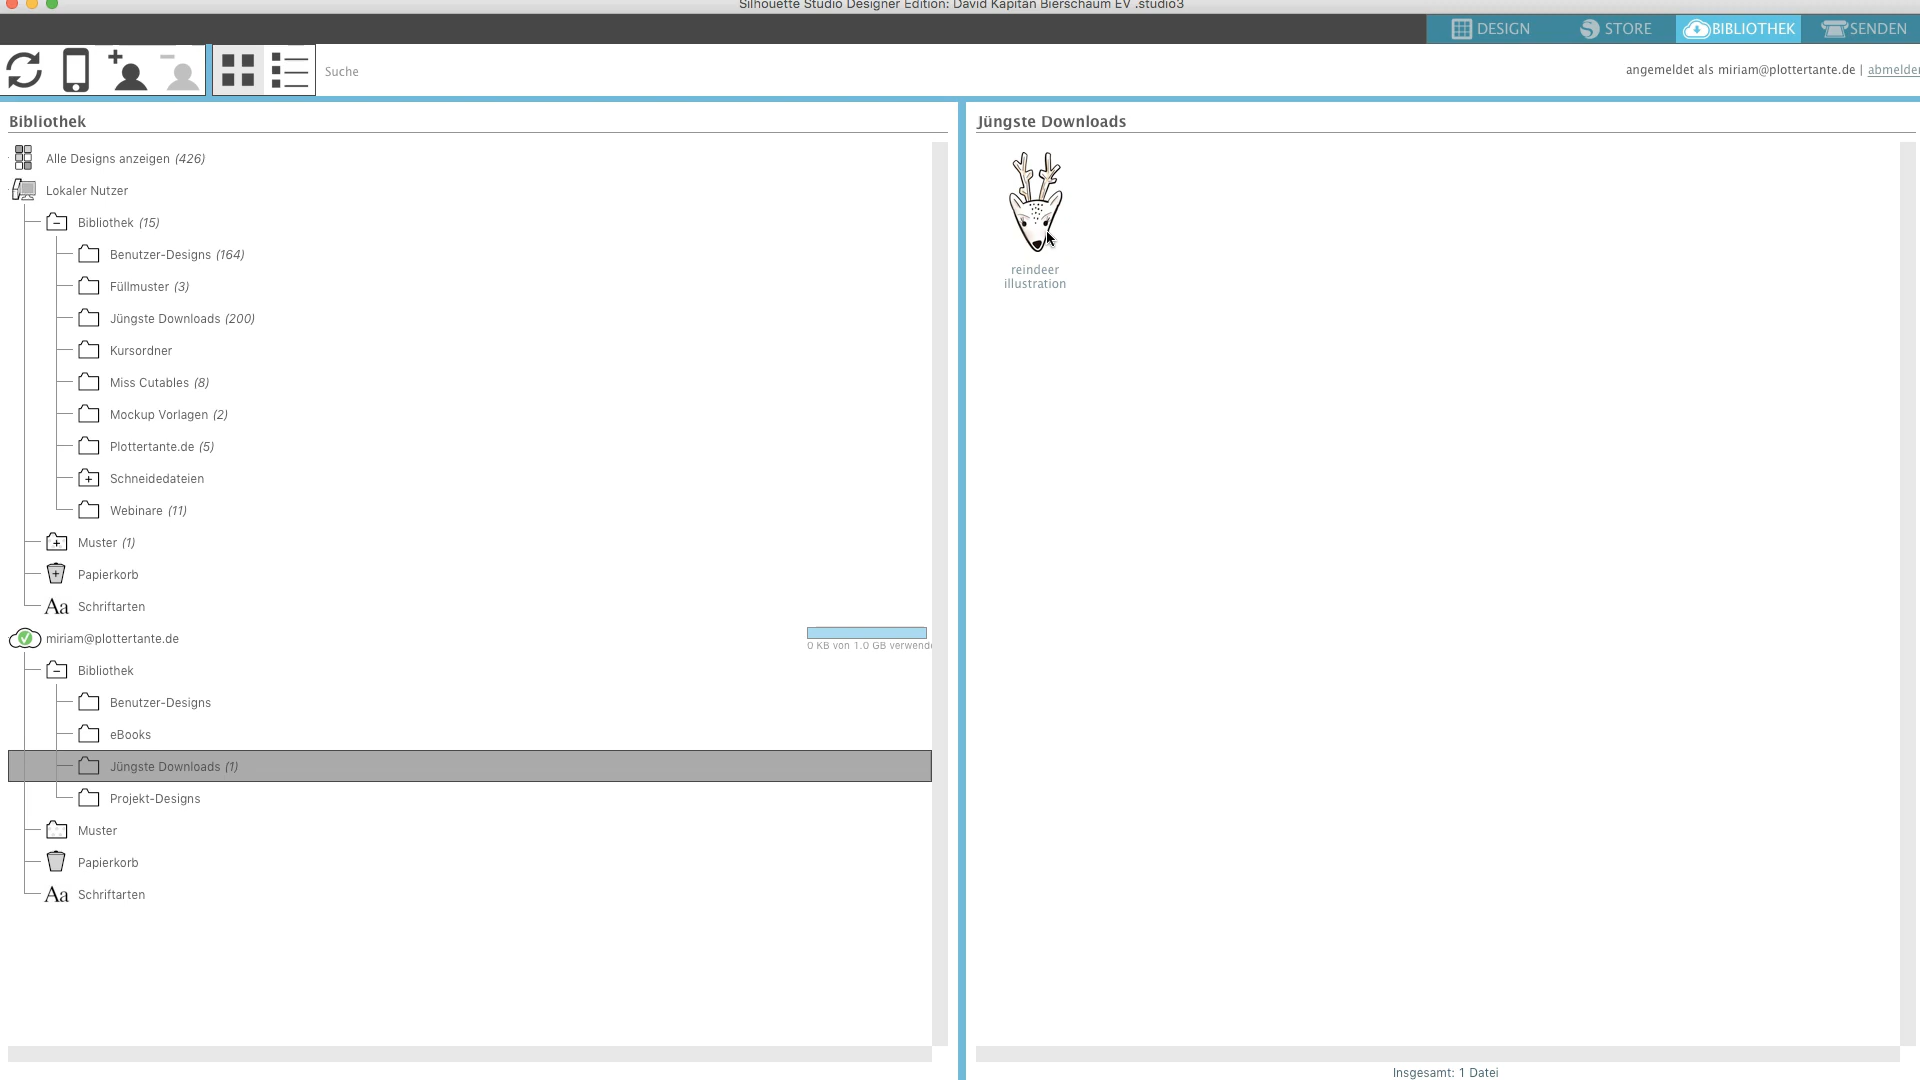 Silhouette Studio Designer Edition: David Kapitän Bierschaum EV .studio3
DESIGN
STORE
BIBLIOTHEK
SENDEN
Suche
angemeldet als miriam@plottertante.de | abmelden
Bibliothek
Alle Designs anzeigen (426)
Lokaler Nutzer
Bibliothek (15)
Benutzer-Designs (164)
Füllmuster (3)
Jüngste Downloads (200)
Kursordner
Miss Cutables (8)
Mockup Vorlagen (2)
Plottertante.de (5)
Schneidedateien
Webinare (11)
Muster (1)
Papierkorb
Aa Schriftarten
miriam@plottertante.de
0 KB von 1.0 GB verwende
Bibliothek
Benutzer-Designs
eBooks
Jüngste Downloads (1)
Projekt-Designs
Muster
Papierkorb
Aa Schriftarten
Jüngste Downloads
reindeer
illustration
Insgesamt: 1 Datei